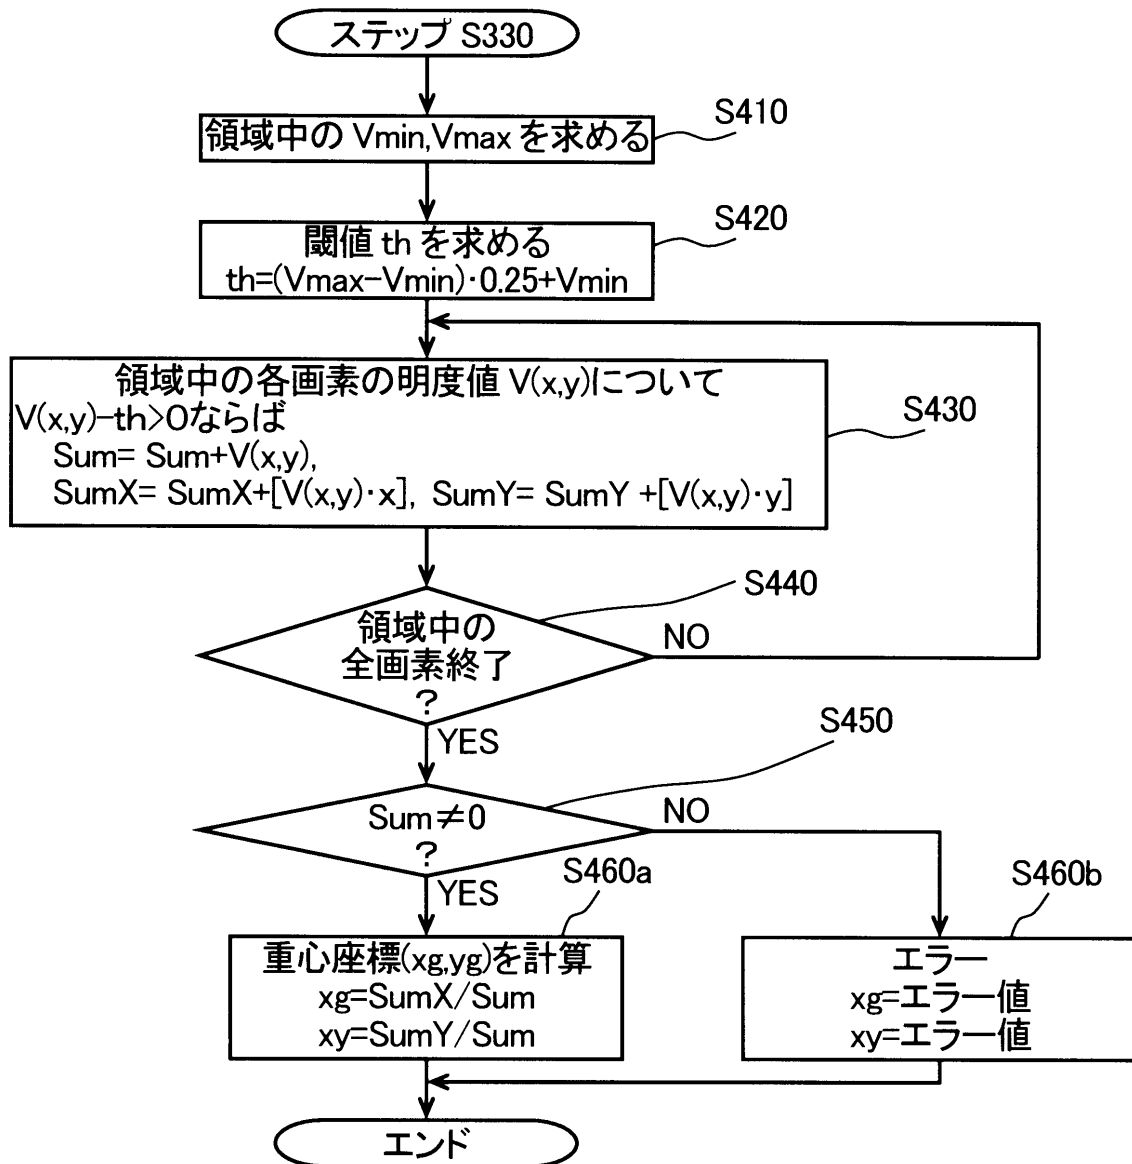 ステップ S330
S410
領域中の Vmin,Vmax を求める
S420
閾値 th を求める
th=(Vmax-Vmin)・0.25+Vmin
領域中の各画素の明度値 V(x,y)について
V(x,y)-th>0ならば
S430
Sum= Sum+V(x,y),
SumX= SumX+[V(x,y)・x], SumY= SumY +[V(x,y)・y]
S440
領域中の
全画素終了
?
NO
YES
S450
Sum≠0
?
NO
YES
S460a
S460b
重心座標(xg,yg)を計算
xg=SumX/Sum
xy=SumY/Sum
エラー
xg=エラー値
xy=エラー値
エンド